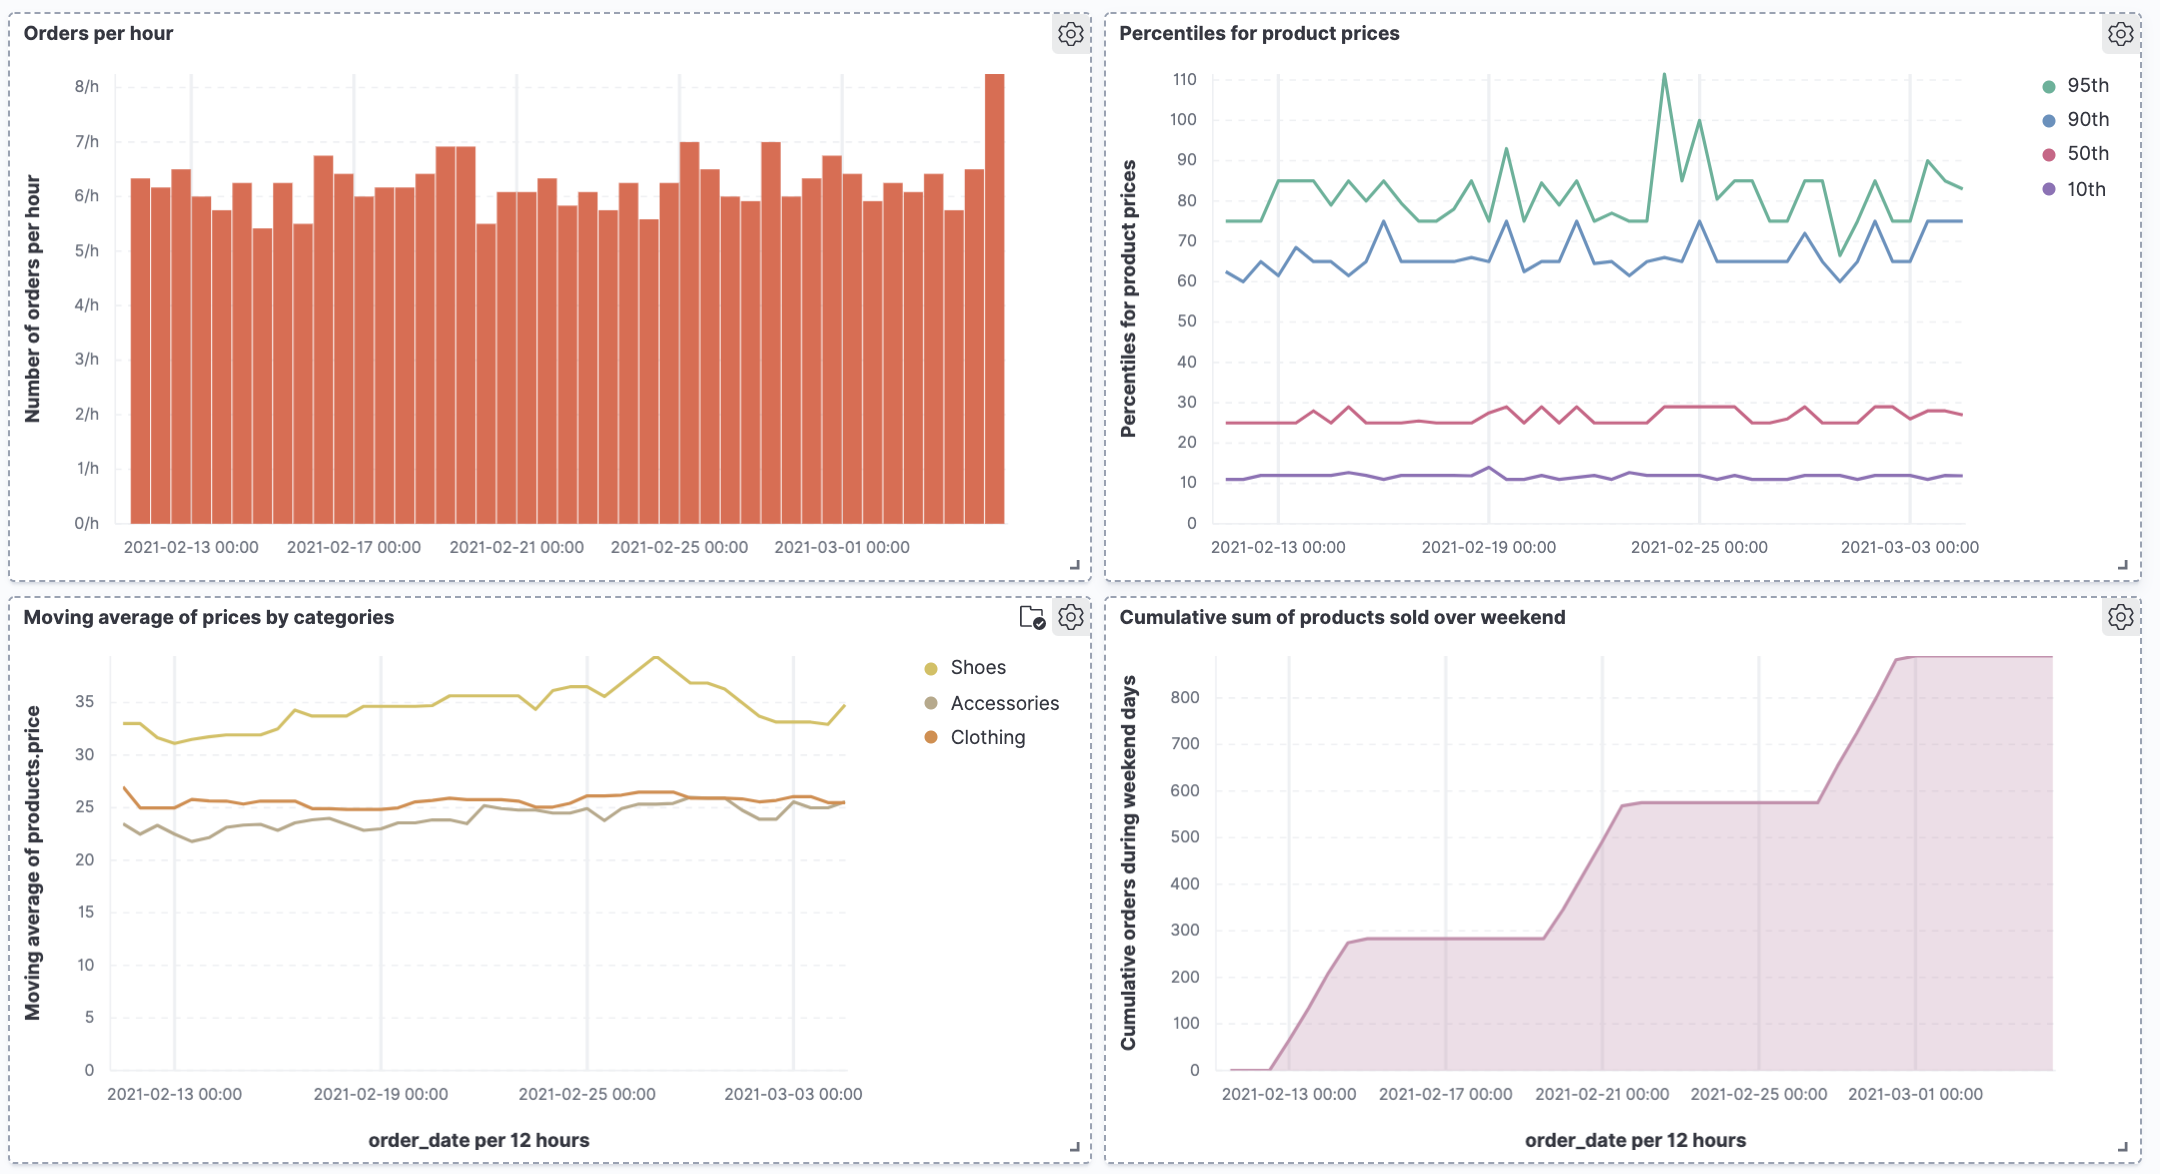 Orders per hour
Number of orders per hour
8/h
7/h
6/h
5/h
4/h
3/h
2/h
1/h
0/h
2021-02-13 00:00 2021-02-17 00:00 2021-02-21 00:00 2021-02-25 00:00 2021-03-01 00:00
Percentiles for product prices
Percentiles for product prices
110
100
90
80
70
60
50
40
30
20
10
0
2021-02-13 00:00 2021-02-19 00:00 2021-02-25 00:00 2021-03-03 00:00
95th
90th
50th
10th
Moving average of prices by categories
Moving average of products.price
35
30
25
20
15
10
5
0
2021-02-13 00:00 2021-02-19 00:00 2021-02-25 00:00 2021-03-03 00:00
order_date per 12 hours
Shoes
Accessories
Clothing
Cumulative sum of products sold over weekend
Cumulative orders during weekend days
800
700
600
500
400
300
200
100
0
2021-02-13 00:00 2021-02-17 00:00 2021-02-21 00:00 2021-02-25 00:00 2021-03-01 00:00
order_date per 12 hours